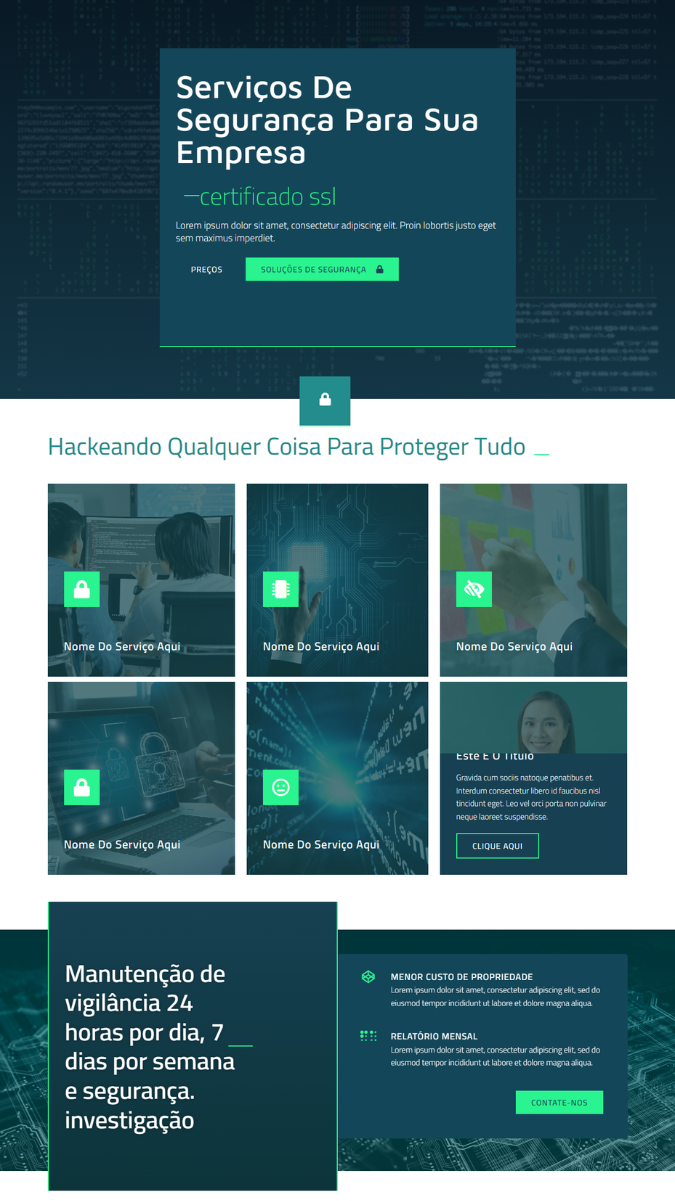 Serviços De
Segurança Para Sua
Empresa
certificado ssl
Lorem ipsum dolor sit amet, consectetur adipiscing elit. Proin lobortis justo eget
sem maximus imperdiet.
PREÇOS
SOLUÇÕES DE SEGURANÇA
Hackeando Qualquer Coisa Para Proteger Tudo _
Nome Do Serviço Aqui
Nome Do Serviço Aqui
Nome Do Serviço Aqui
Nome Do Serviço Aqui
Nome Do Serviço Aqui
Este É O Título
Gravida cum sociis natoque penatibus et.
Interdum consectetur libero id faucibus nisl
tincidunt eget. Leo vel orci porta non pulvinar
neque laoreet suspendisse.
CLIQUE AQUI
Manutenção de
vigilância 24
horas por dia, 7
dias por semana
e segurança.
investigação
MENOR CUSTO DE PROPRIEDADE
Lorem ipsum dolor sit amet, consectetur adipiscing elit, sed do
eiusmod tempor incididunt ut labore et dolore magna aliqua.
RELATÓRIO MENSAL
Lorem ipsum dolor sit amet, consectetur adipiscing elit, sed do
eiusmod tempor incididunt ut labore et dolore magna aliqua.
CONTATE-NOS